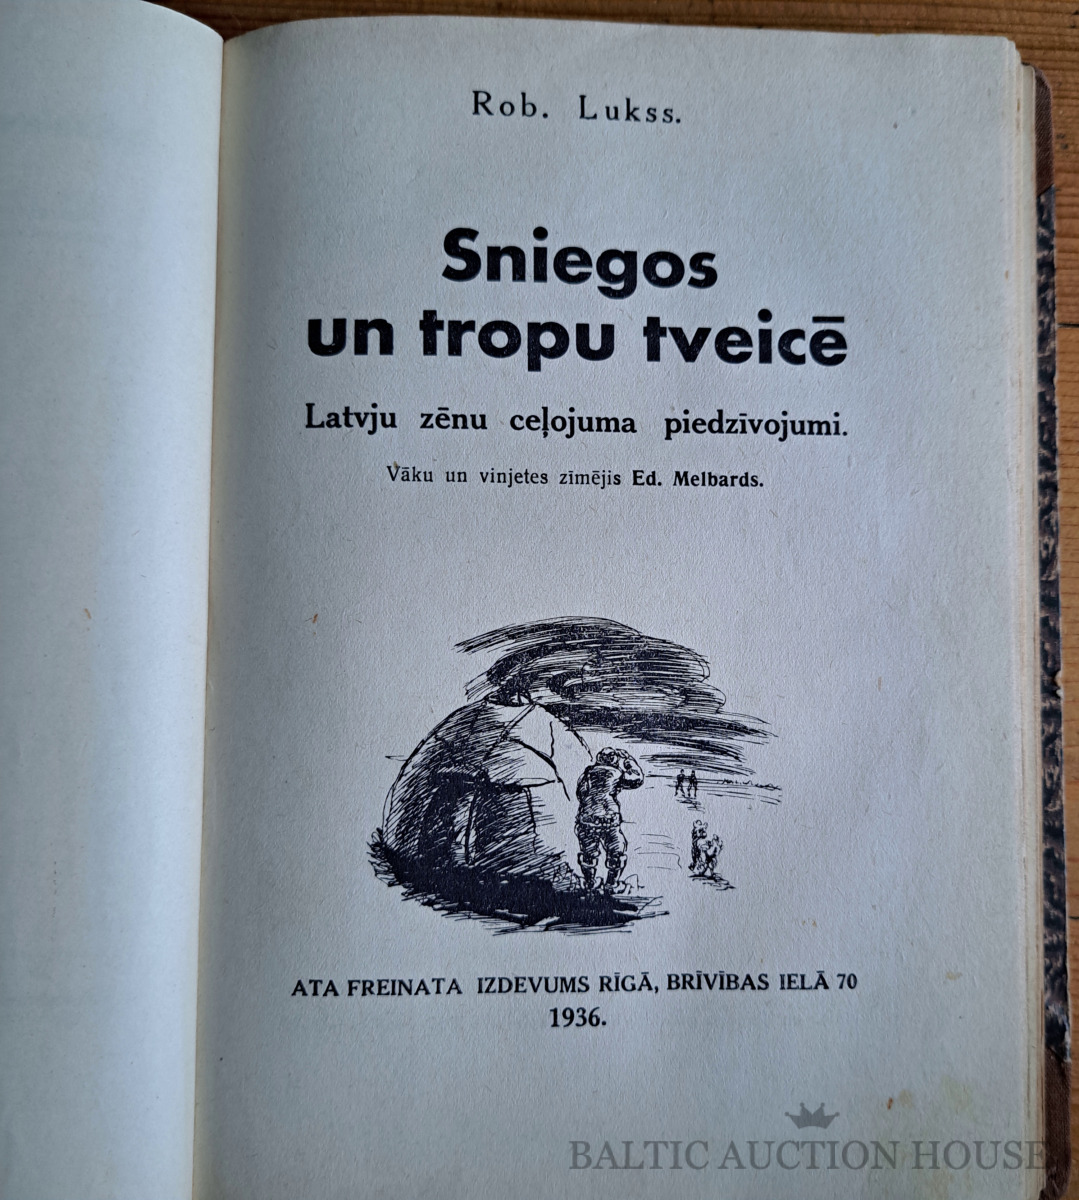 Rob. Lukss.
Sniegos
un tropu tveicē
Latvju zēnu ceļojuma piedzīvojumi.
Vāku un vinjetes zīmējis Ed. Melbards.
ATA FREINATA IZDEVUMS RĪGĀ, BRĪVĪBAS IELĀ 70
1936.
BALTIC AUCTION HOUSE